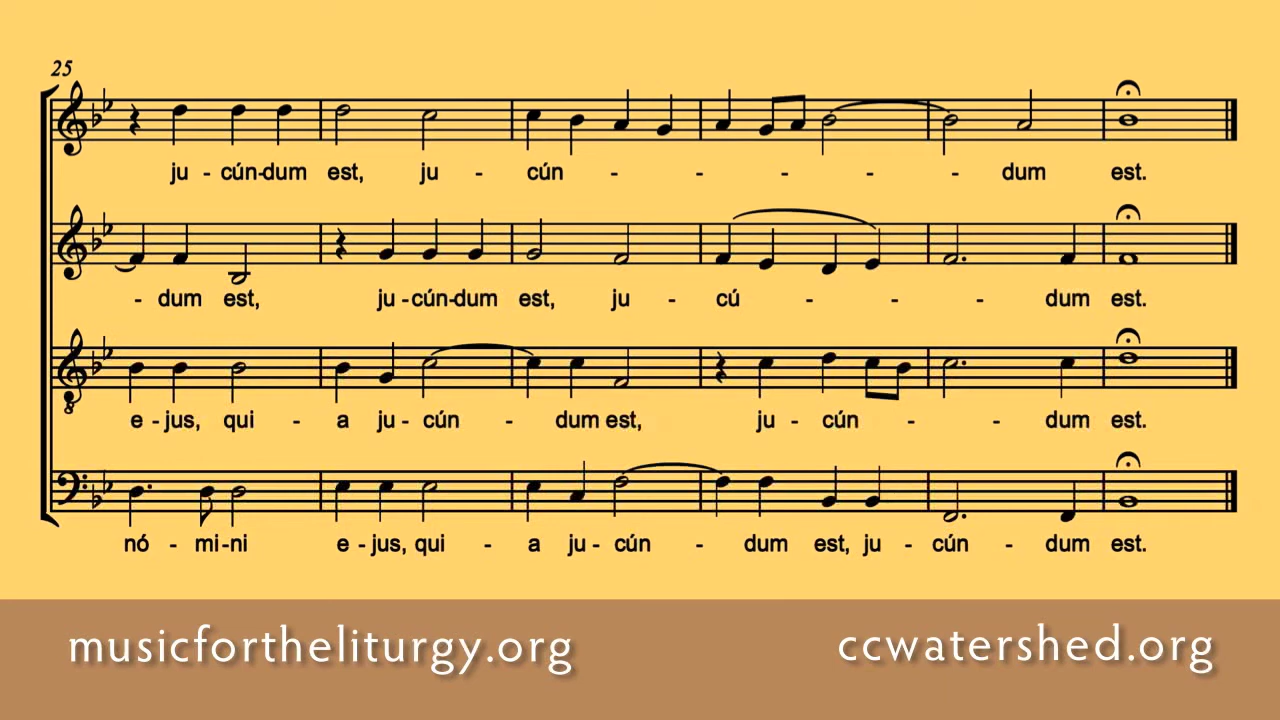 25
ju - cún-dum est, ju - cún - - - - - dum est.
- dum est, ju - cún-dum est, ju - cú - - - dum est.
8
e - jus, qui - a ju - cún - dum est, ju - cún - - dum est.
nó - mi - ni e - jus, qui - a ju - cún - dum est, ju - cún - dum est.
musicfortheliturgy.org
ccwatershed.org